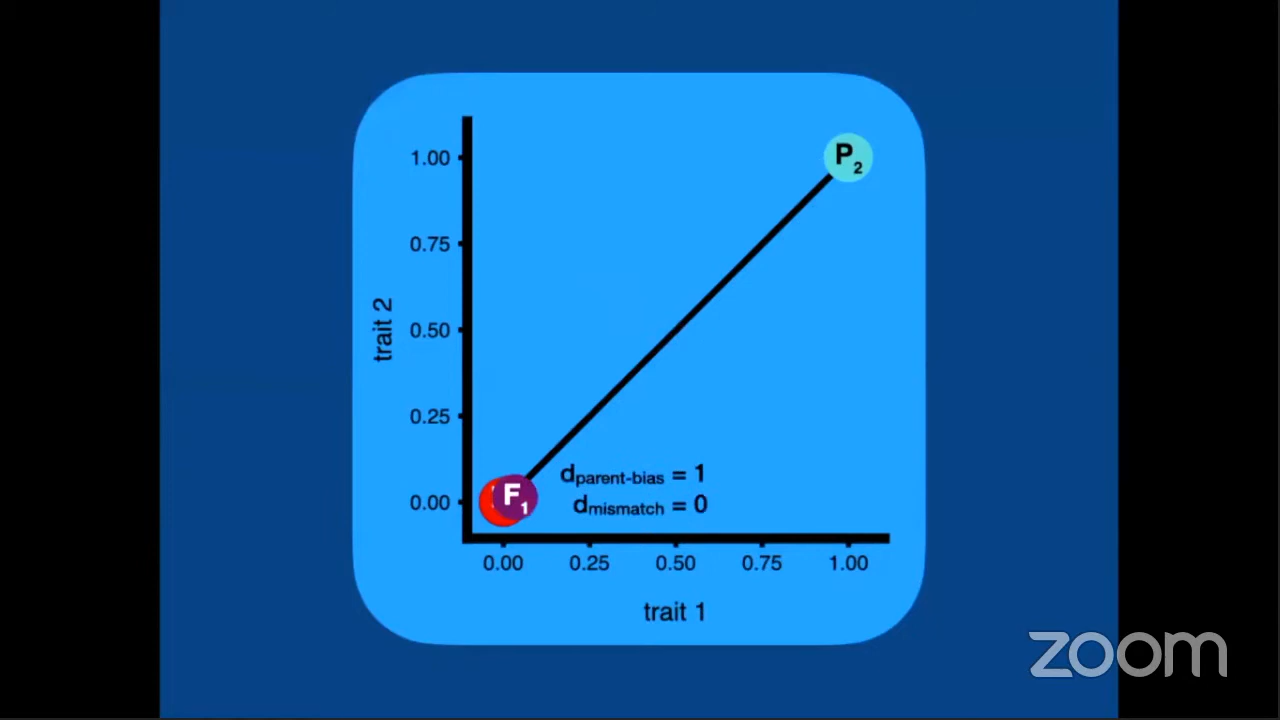 1.00
0.75
0.50
0.25
0.00
trait 2
P2
F1
dparent-bias = 1
dmismatch = 0
0.00 0.25 0.50 0.75 1.00
trait 1
zoom